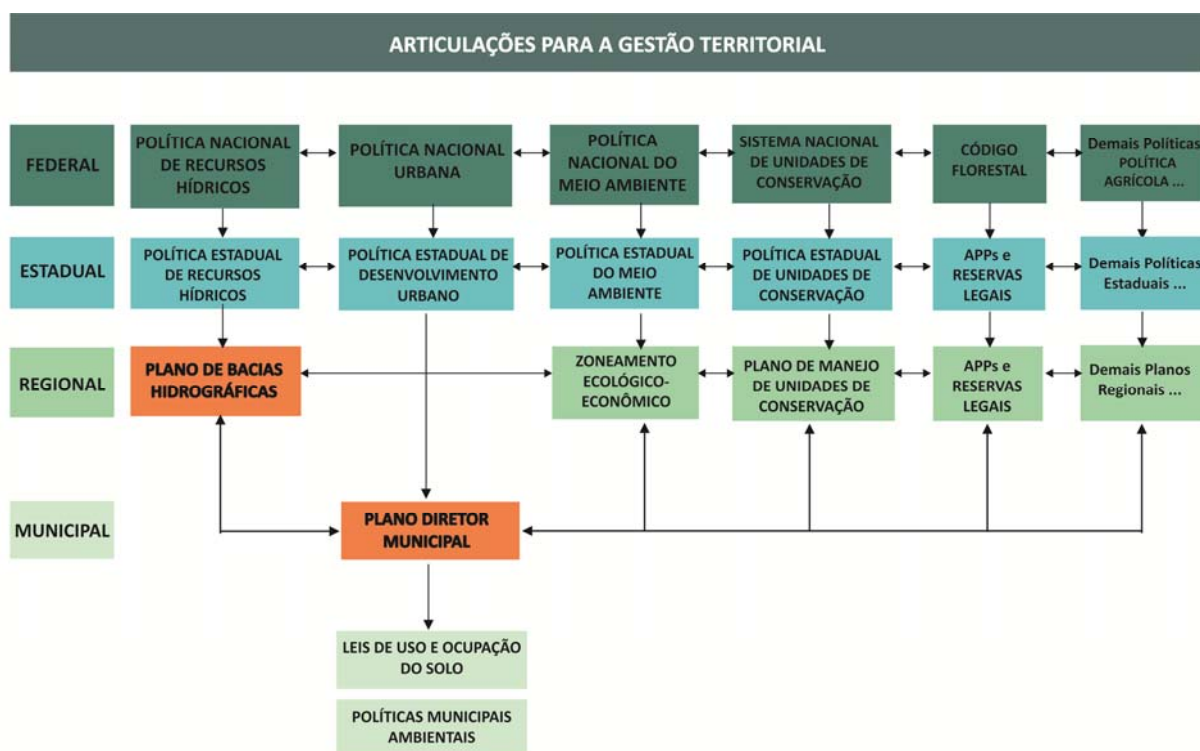 ARTICULAÇÕES PARA A GESTÃO TERRITORIAL
FEDERAL
POLÍTICA NACIONAL
DE RECURSOS
HÍDRICOS
POLÍTICA NACIONAL
URBANA
POLÍTICA
NACIONAL DO
MEIO AMBIENTE
SISTEMA NACIONAL
DE UNIDADES DE
CONSERVAÇÃO
CÓDIGO
FLORESTAL
Demais Políticas
POLÍTICA
AGRÍCOLA ...
ESTADUAL
POLÍTICA ESTADUAL
DE RECURSOS
HÍDRICOS
POLÍTICA ESTADUAL DE
DESENVOLVIMENTO
URBANO
POLÍTICA ESTADUAL
DO MEIO
AMBIENTE
POLÍTICA ESTADUAL
DE UNIDADES DE
CONSERVAÇÃO
APPs e
RESERVAS
LEGAIS
Demais Políticas
Estaduais ...
REGIONAL
PLANO DE BACIAS
HIDROGRÁFICAS
ZONEAMENTO
ECOLÓGICO-
ECONÔMICO
PLANO DE MANEJO
DE UNIDADES DE
CONSERVAÇÃO
APPs e
RESERVAS
LEGAIS
Demais Planos
Regionais ...
MUNICIPAL
PLANO DIRETOR
MUNICIPAL
LEIS DE USO E OCUPAÇÃO
DO SOLO
POLÍTICAS MUNICIPAIS
AMBIENTAIS